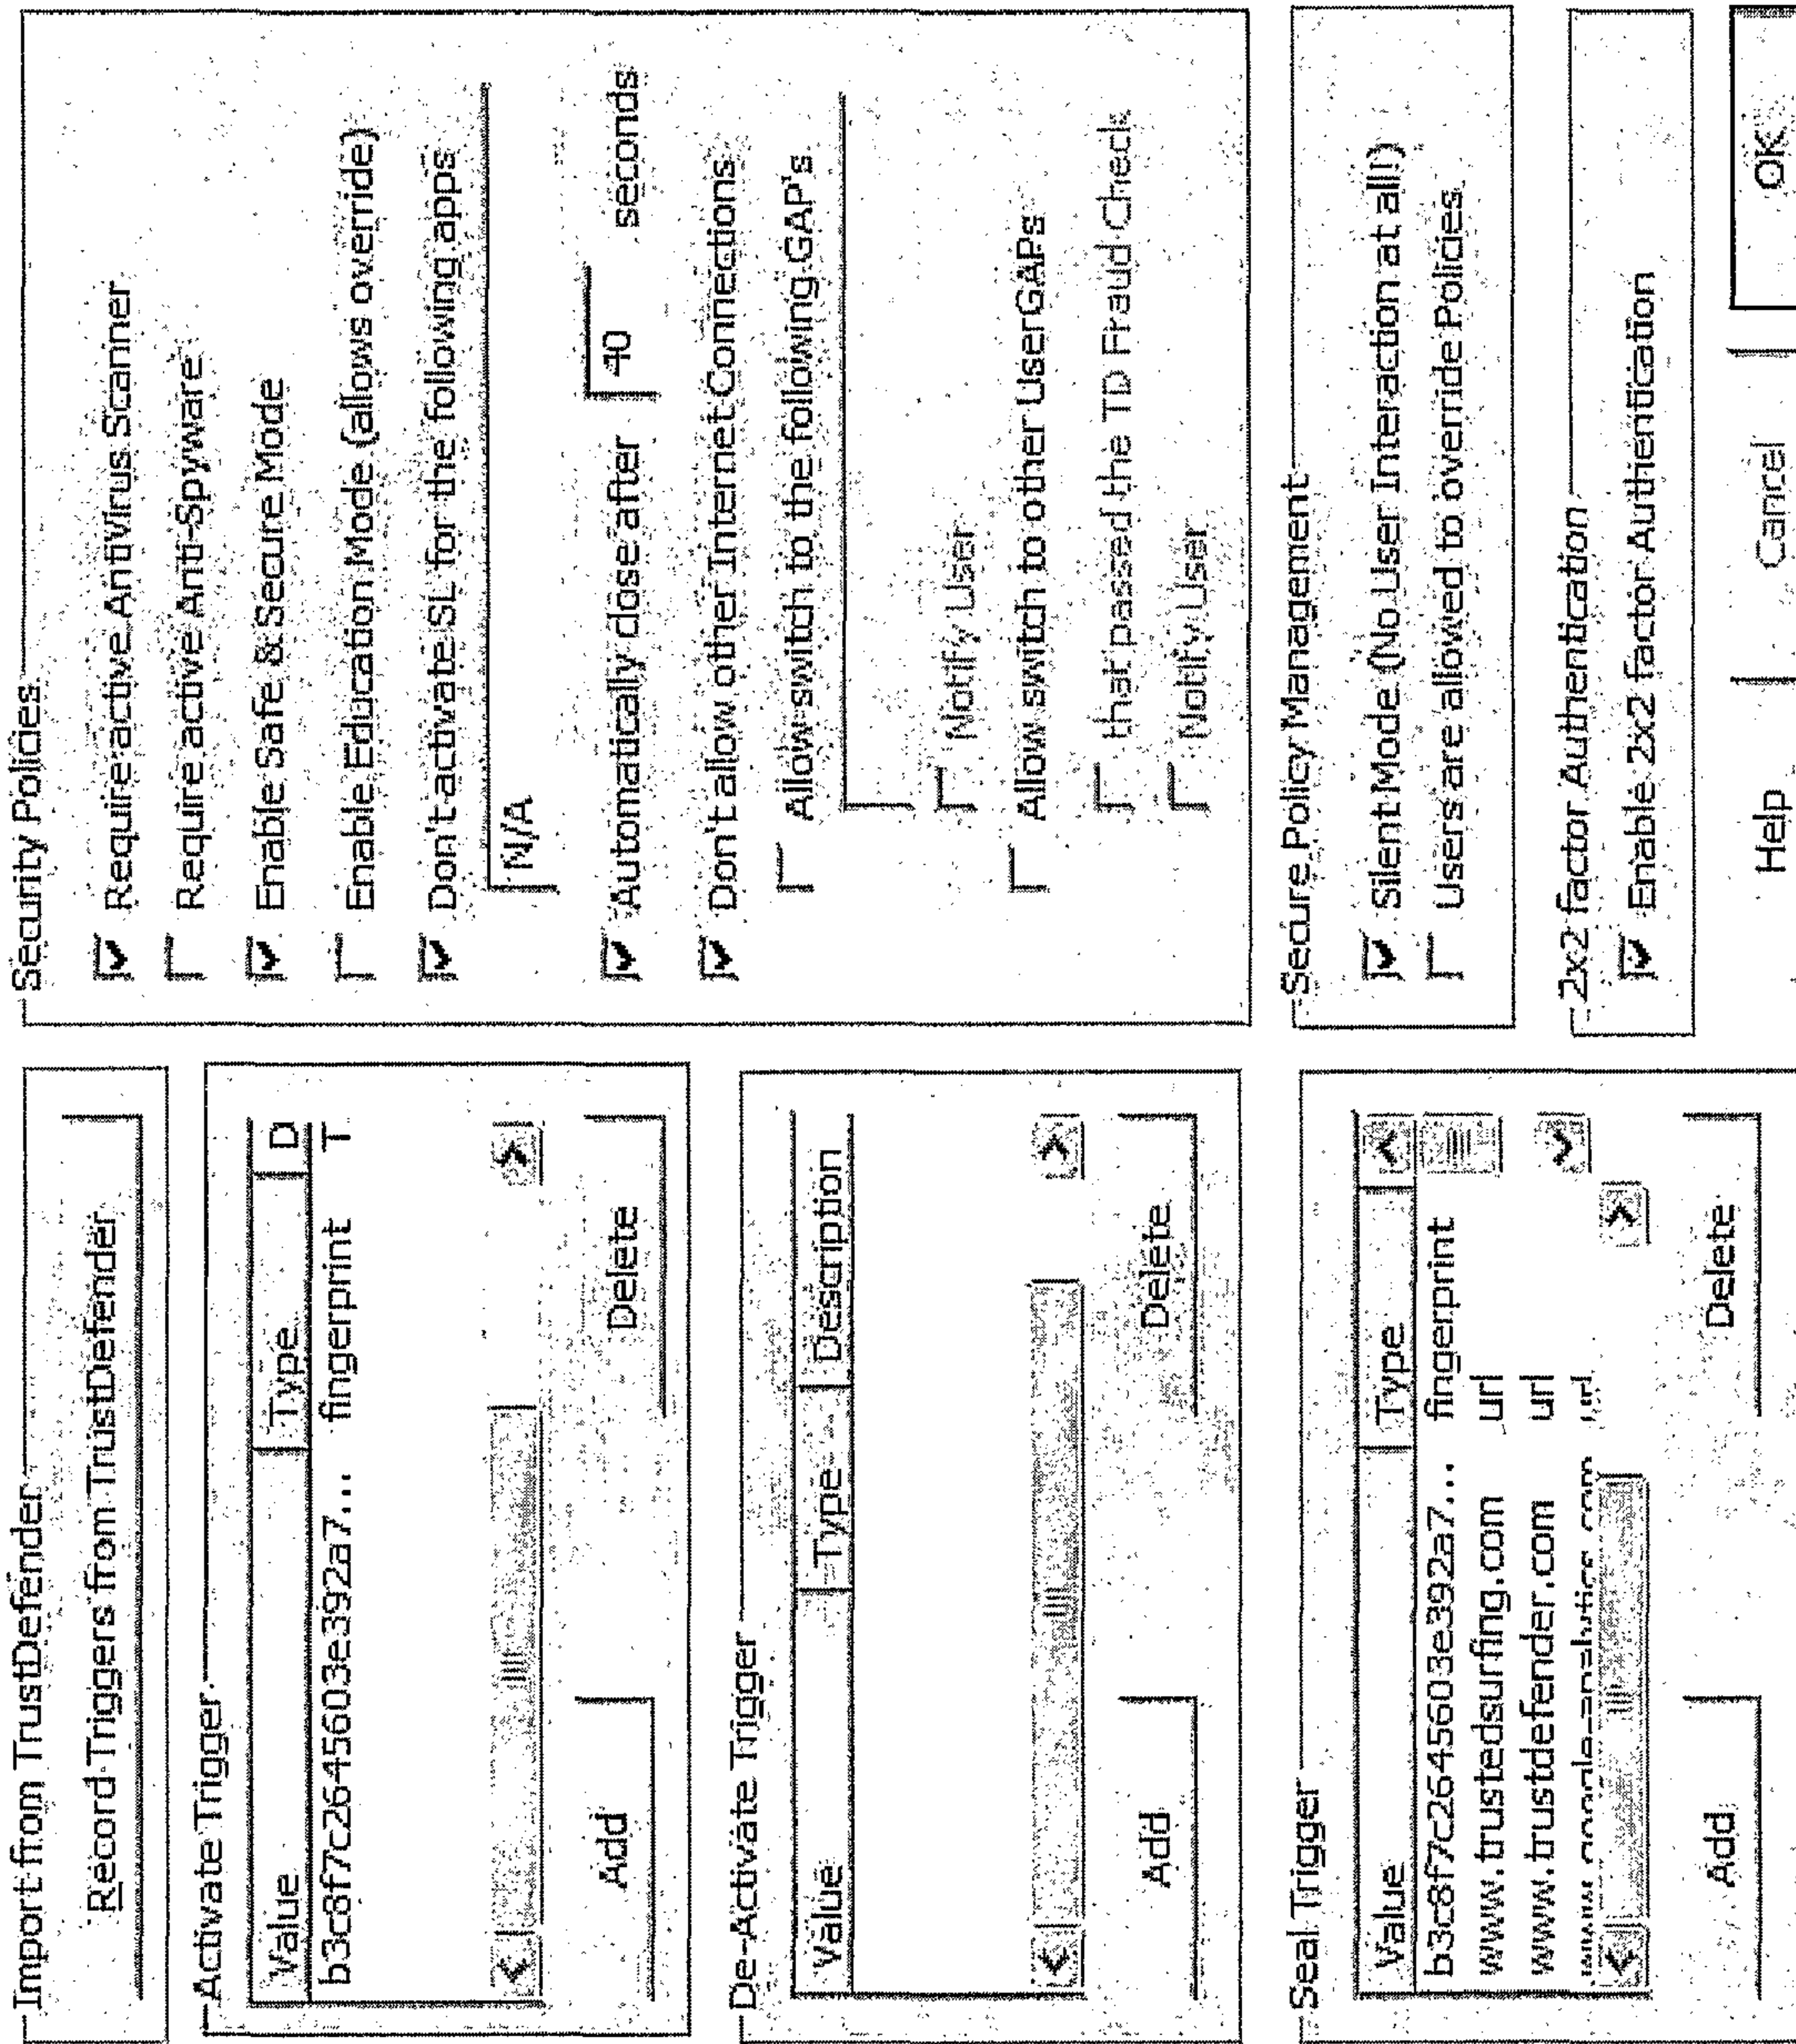 Import from TrustDefender
Record Triggers from TrustDefender
Activate Trigger
Value Type D
b3c8f7c2645603e392a7... fingerprint T
Add Delete
De-Activate Trigger
Value Type Description
Add Delete
Seal Trigger
Value Type
b3c8f7c2645603e392a7... fingerprint
www.trustedsurfing.com url
www.trustdefender.com url
www.google-analytics.com url
Add Delete
Security Policies
Require active AntiVirus Scanner
Require active Anti-Spyware
Enable Safe & Secure Mode
Enable Education Mode (allows override)
Don't activate SL for the following apps
N/A
Automatically close after 40 seconds
Don't allow other Internet Connections
Allow switch to the following GAP's
Notify User
Allow switch to other UserGAPs
that passed the TD Fraud Check
Notify User
Secure Policy Management
Silent Mode (No User Interaction at all!)
Users are allowed to override Policies
2x2 factor Authentication
Enable 2x2 factor Authentication
Help Cancel OK